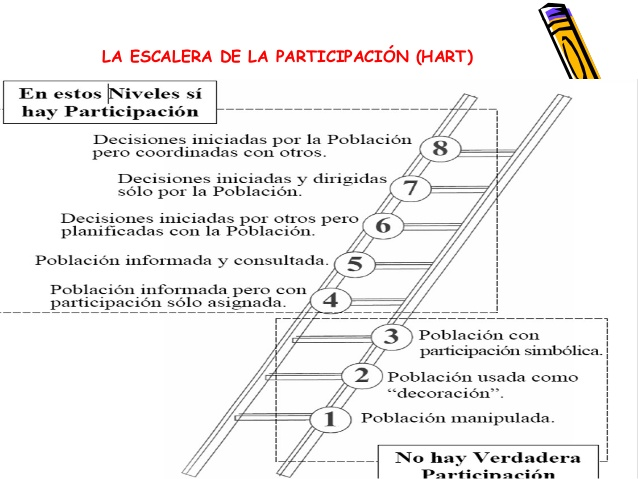 LA ESCALERA DE LA PARTICIPACIÓN (HART)
En estos Niveles sí
hay Participación
Decisiones iniciadas por la Población
pero coordinadas con otros.
8
Decisiones iniciadas y dirigidas
sólo por la Población.
7
Decisiones iniciadas por otros pero
planificadas con la Población.
6
Población informada y consultada.
5
Población informada pero con
participación sólo asignada.
4
3
Población con
participación simbólica.
2
Población usada como
“decoración”.
1
Población manipulada.
No hay Verdadera
Participación